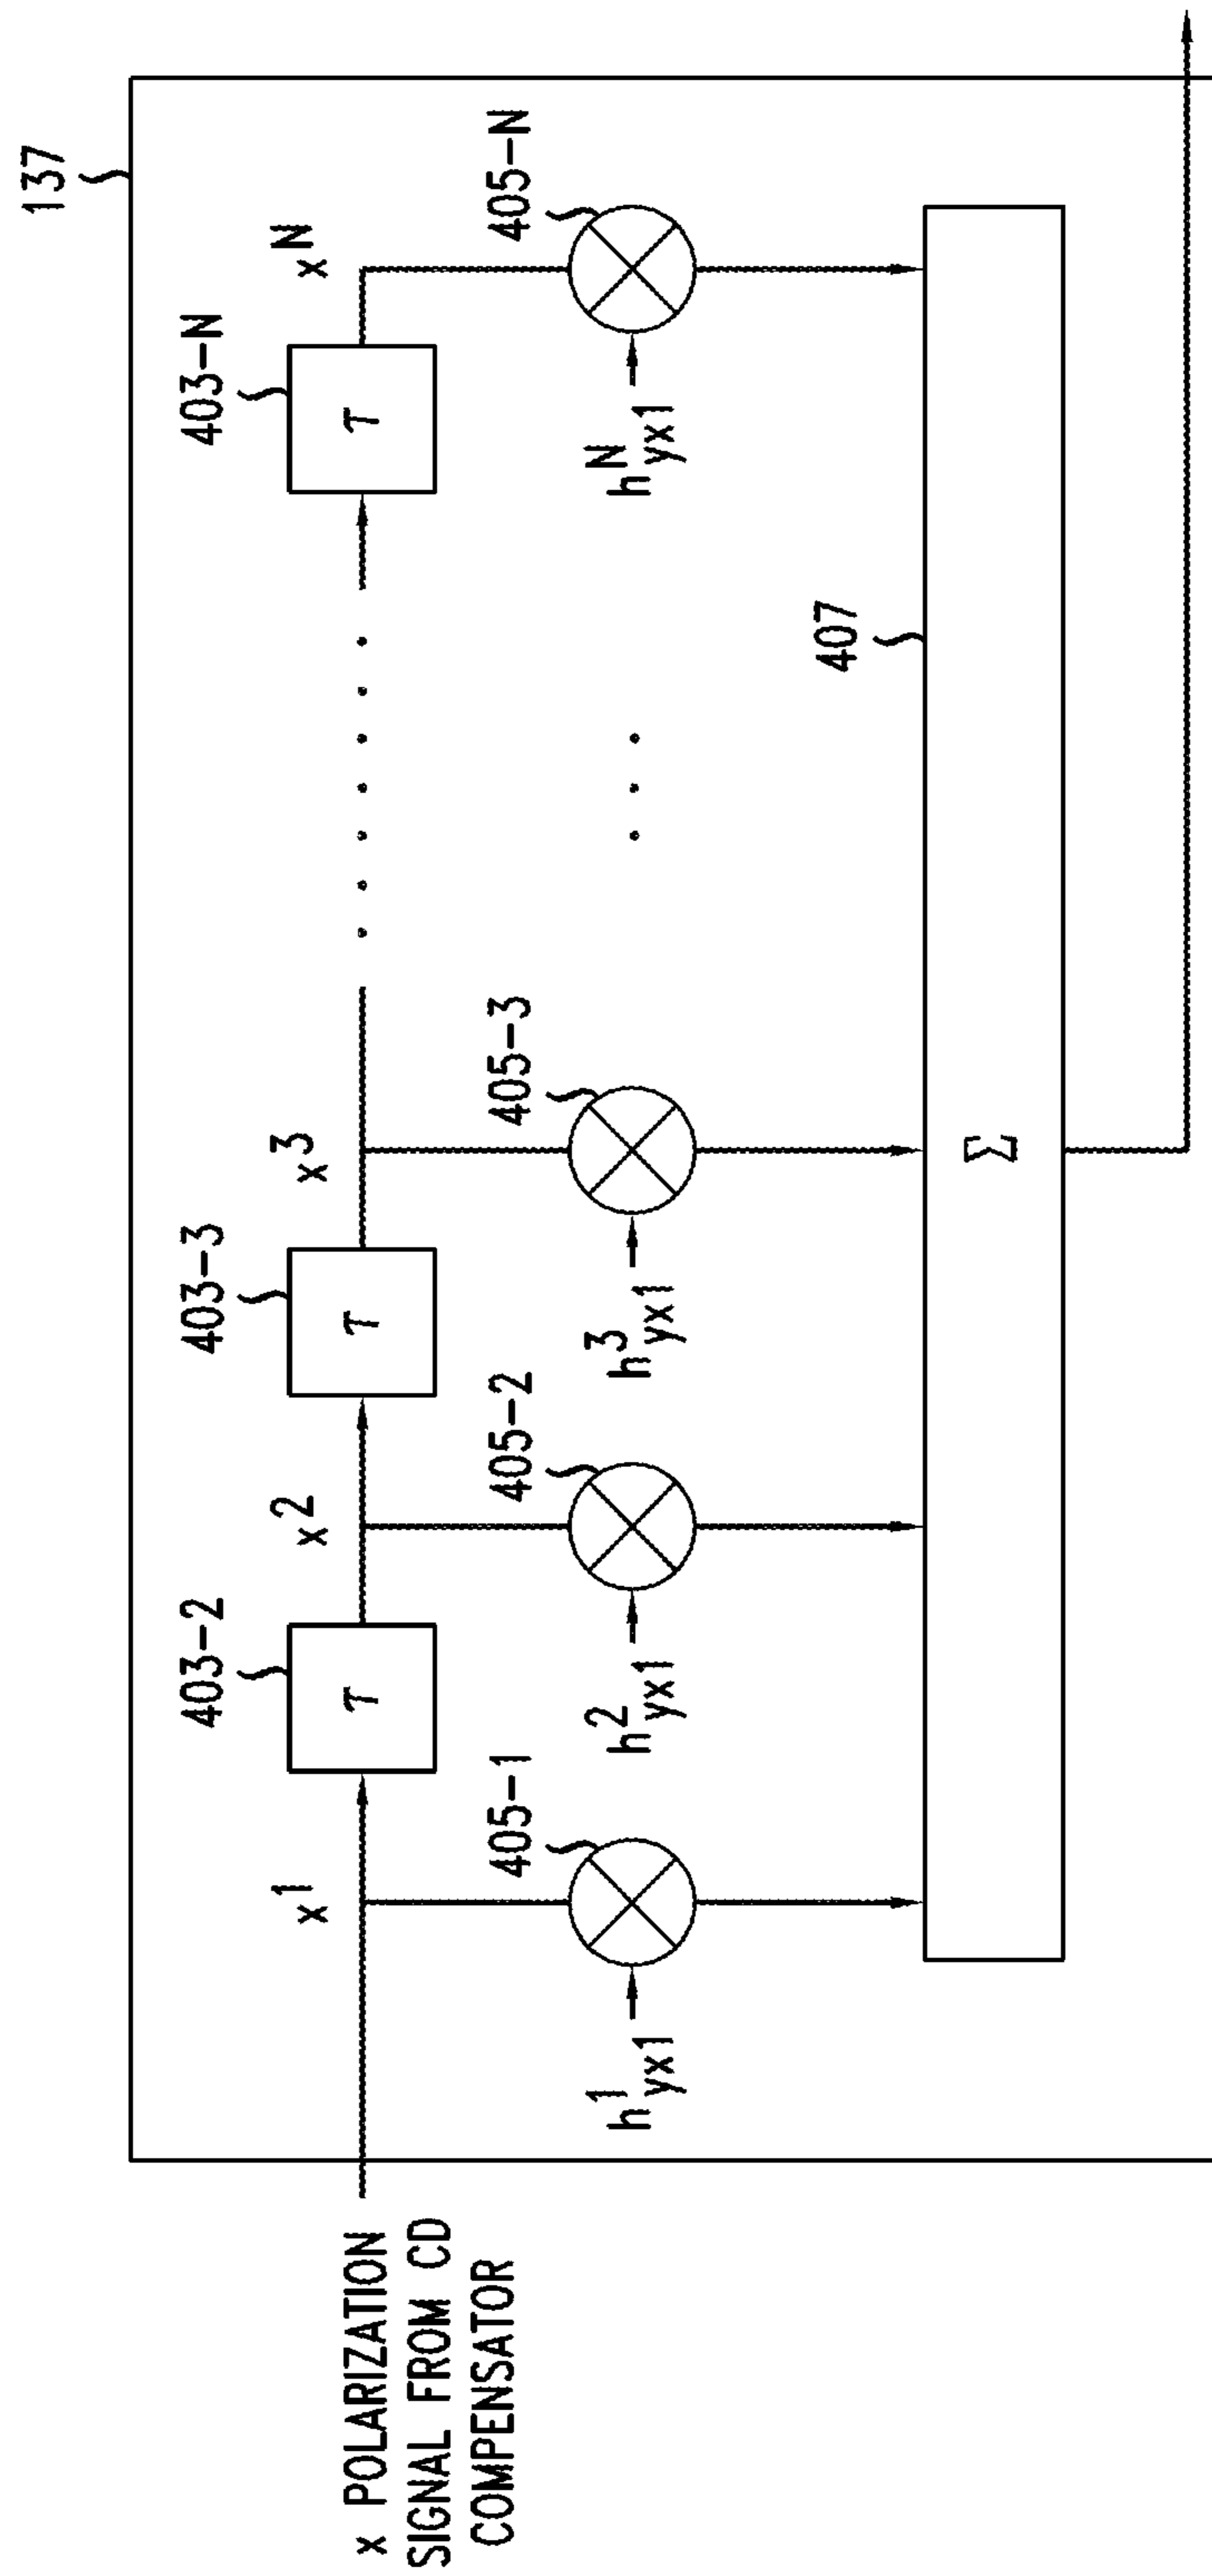 137
x POLARIZATION
SIGNAL FROM CD
COMPENSATOR
x¹
403-2
τ
x²
403-3
τ
x³
403-N
τ
xᴺ
405-1
h¹yx1
405-2
h²yx1
405-3
h³yx1
405-N
hᴺyx1
407
Σ